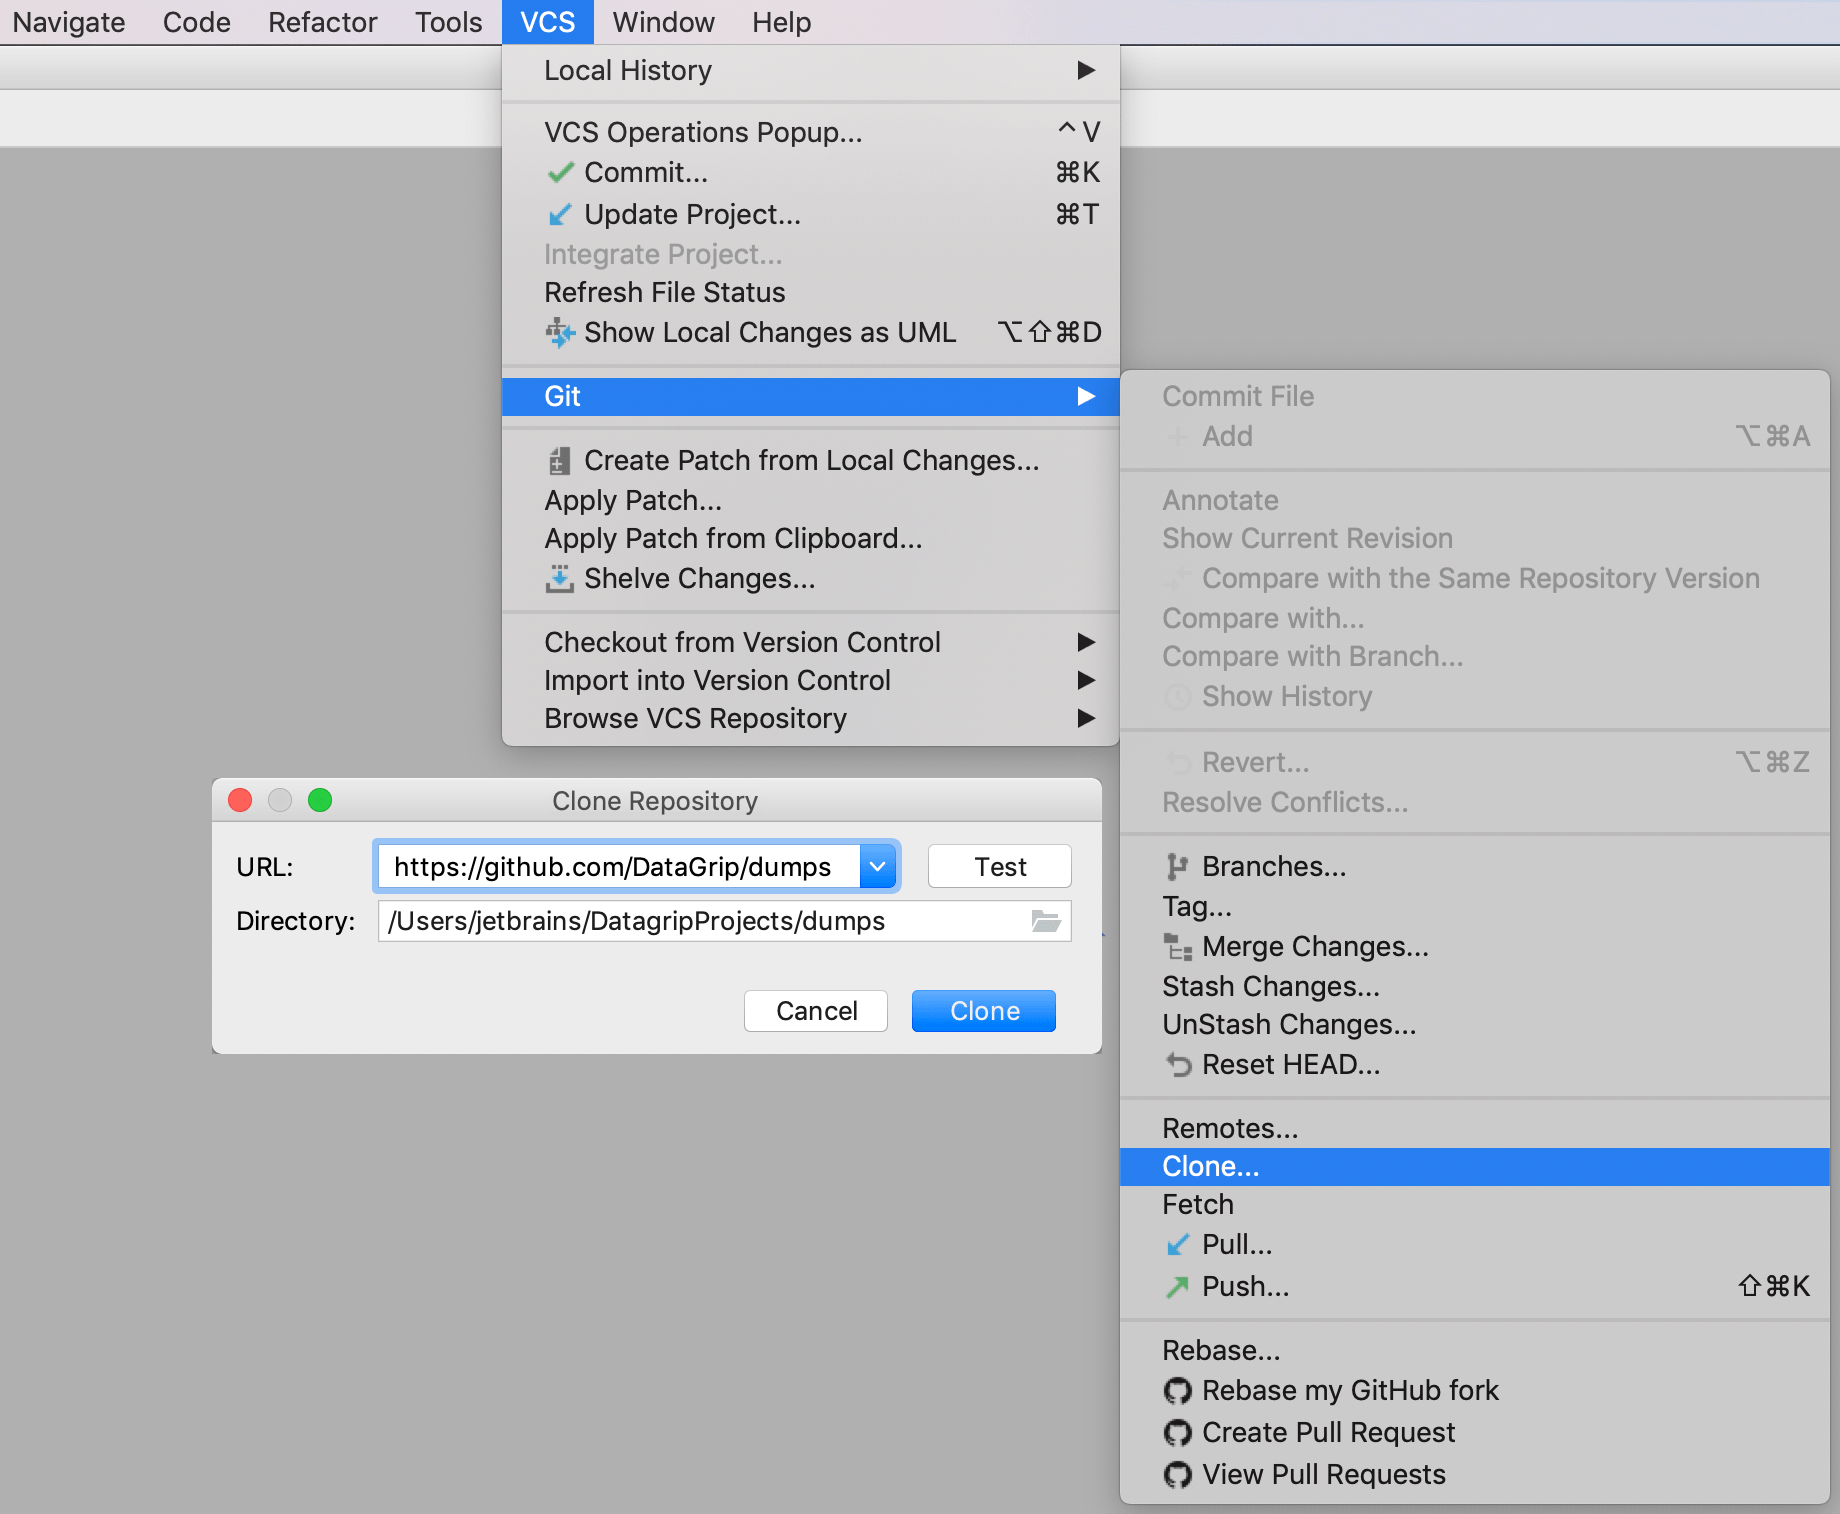 Navigate Code Refactor Tools VCS Window Help
Local History
VCS Operations Popup... ^V
Commit... ⌘K
Update Project... ⌘T
Integrate Project...
Refresh File Status
Show Local Changes as UML ⌥⇧⌘D
Git
Create Patch from Local Changes...
Apply Patch...
Apply Patch from Clipboard...
Shelve Changes...
Checkout from Version Control
Import into Version Control
Browse VCS Repository
Commit File
Add ⌥⌘A
Annotate
Show Current Revision
Compare with the Same Repository Version
Compare with...
Compare with Branch...
Show History
Revert... ⌥⌘Z
Resolve Conflicts...
Branches...
Tag...
Merge Changes...
Stash Changes...
UnStash Changes...
Reset HEAD...
Remotes...
Clone...
Fetch
Pull...
Push... ⇧⌘K
Rebase...
Rebase my GitHub fork
Create Pull Request
View Pull Requests
Clone Repository
URL: https://github.com/DataGrip/dumps Test
Directory: /Users/jetbrains/DatagripProjects/dumps
Cancel Clone